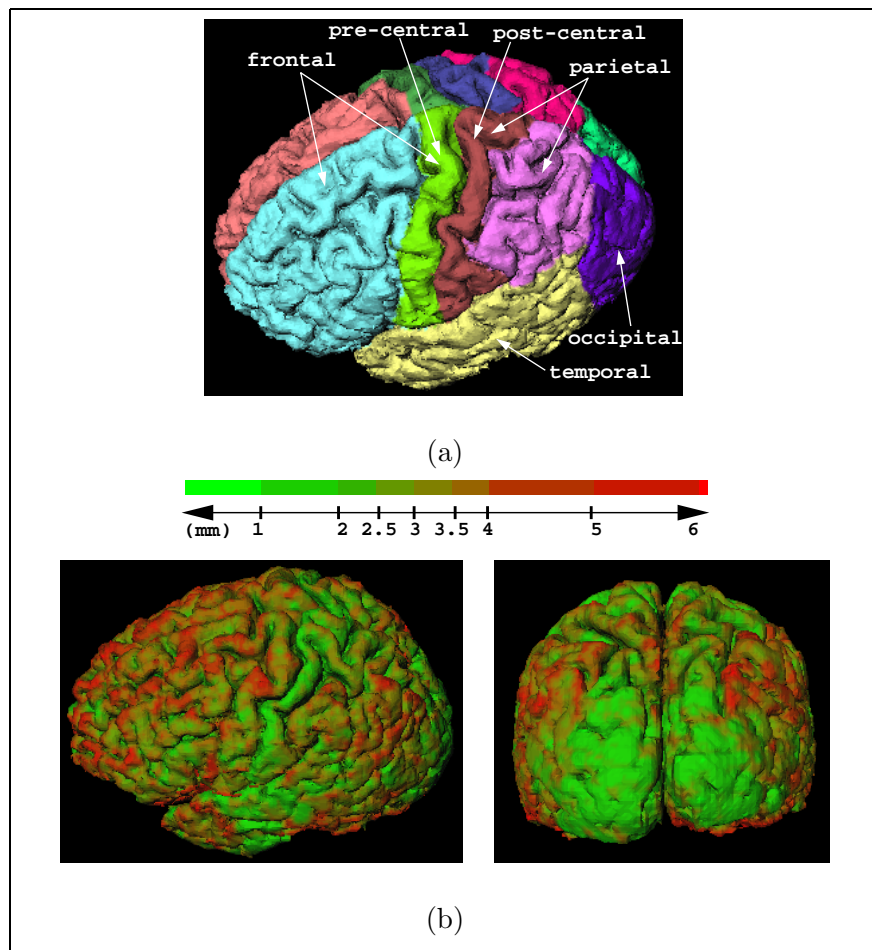 pre-central post-central
frontal parietal
occipital
temporal
(a)
(mm) 1 2 2.5 3 3.5 4 5 6
(b)